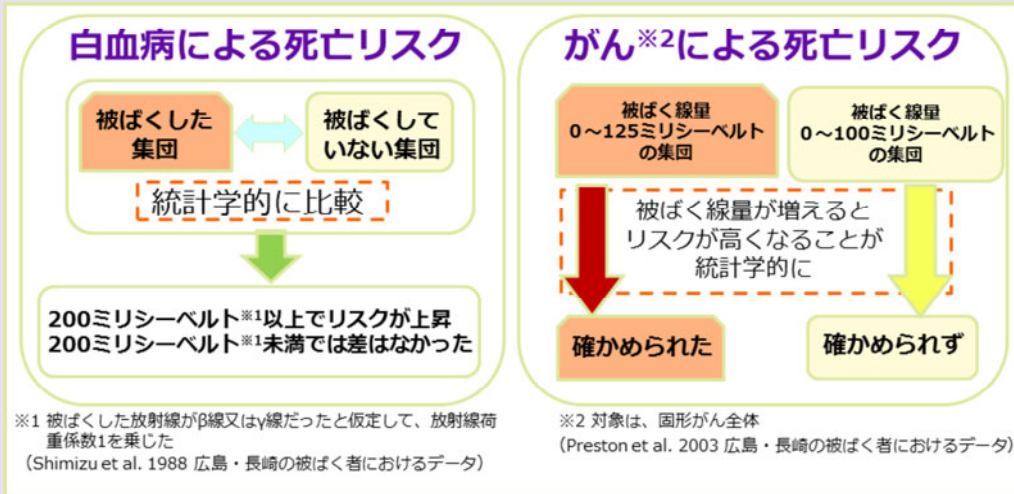 白血病による死亡リスク
被ばくした
集団
被ばくして
いない集団
統計学的に比較
200ミリシーベルト※1以上でリスクが上昇
200ミリシーベルト※1未満では差はなかった
※1 被ばくした放射線がβ線又はγ線だったと仮定して、放射線荷
重係数1を乗じた
（Shimizu et al. 1988 広島・長崎の被ばく者におけるデータ）
がん※2による死亡リスク
被ばく線量
0～125ミリシーベルト
の集団
被ばく線量
0～100ミリシーベルト
の集団
被ばく線量が増えると
リスクが高くなることが
統計学的に
確かめられた
確かめられず
※2 対象は、固形がん全体
（Preston et al. 2003 広島・長崎の被ばく者におけるデータ）